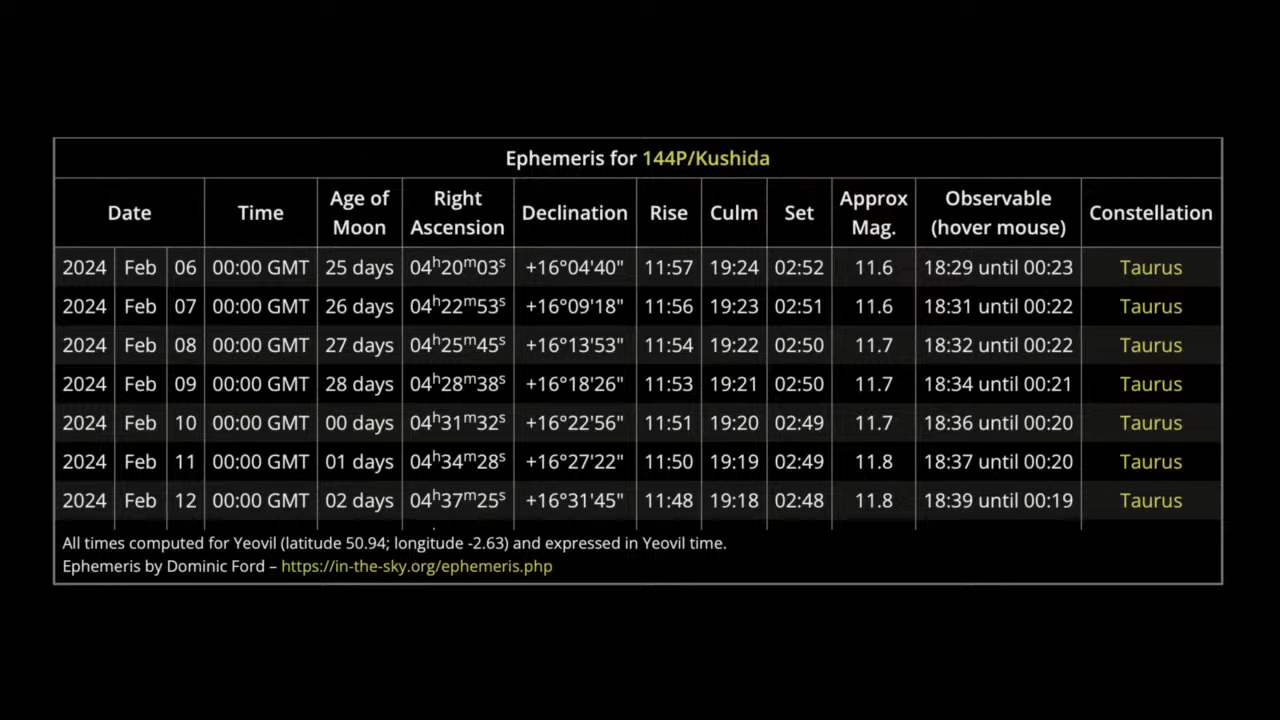 Ephemeris for 144P/Kushida
Date Time Age of Moon Right Ascension Declination Rise Culm Set Approx Mag. Observable (hover mouse) Constellation
2024 Feb 06 00:00 GMT 25 days 04h20m03s +16°04'40" 11:57 19:24 02:52 11.6 18:29 until 00:23 Taurus
2024 Feb 07 00:00 GMT 26 days 04h22m53s +16°09'18" 11:56 19:23 02:51 11.6 18:31 until 00:22 Taurus
2024 Feb 08 00:00 GMT 27 days 04h25m45s +16°13'53" 11:54 19:22 02:50 11.7 18:32 until 00:22 Taurus
2024 Feb 09 00:00 GMT 28 days 04h28m38s +16°18'26" 11:53 19:21 02:50 11.7 18:34 until 00:21 Taurus
2024 Feb 10 00:00 GMT 00 days 04h31m32s +16°22'56" 11:51 19:20 02:49 11.7 18:36 until 00:20 Taurus
2024 Feb 11 00:00 GMT 01 days 04h34m28s +16°27'22" 11:50 19:19 02:49 11.8 18:37 until 00:20 Taurus
2024 Feb 12 00:00 GMT 02 days 04h37m25s +16°31'45" 11:48 19:18 02:48 11.8 18:39 until 00:19 Taurus
All times computed for Yeovil (latitude 50.94; longitude -2.63) and expressed in Yeovil time.
Ephemeris by Dominic Ford – https://in-the-sky.org/ephemeris.php